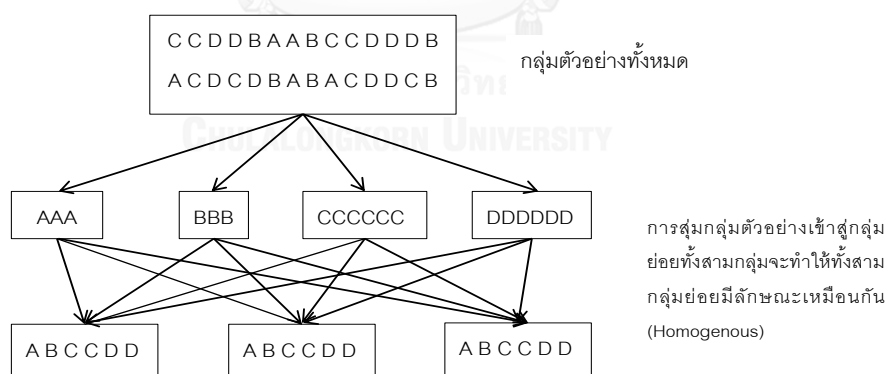 C C D D B A A B C C D D D B
A C D C D B A B A C D D C B
กลุ่มตัวอย่างทั้งหมด
CHULALONGKORN UNIVERSITY
AAA
BBB
CCCCCC
DDDDDD
การสุ่มกลุ่มตัวอย่างเข้าสู่กลุ่ม
ย่อยทั้งสามกลุ่มจะทำให้ทั้งสาม
กลุ่มย่อยมีลักษณะเหมือนกัน
(Homogenous)
A B C C D D
A B C C D D
A B C C D D